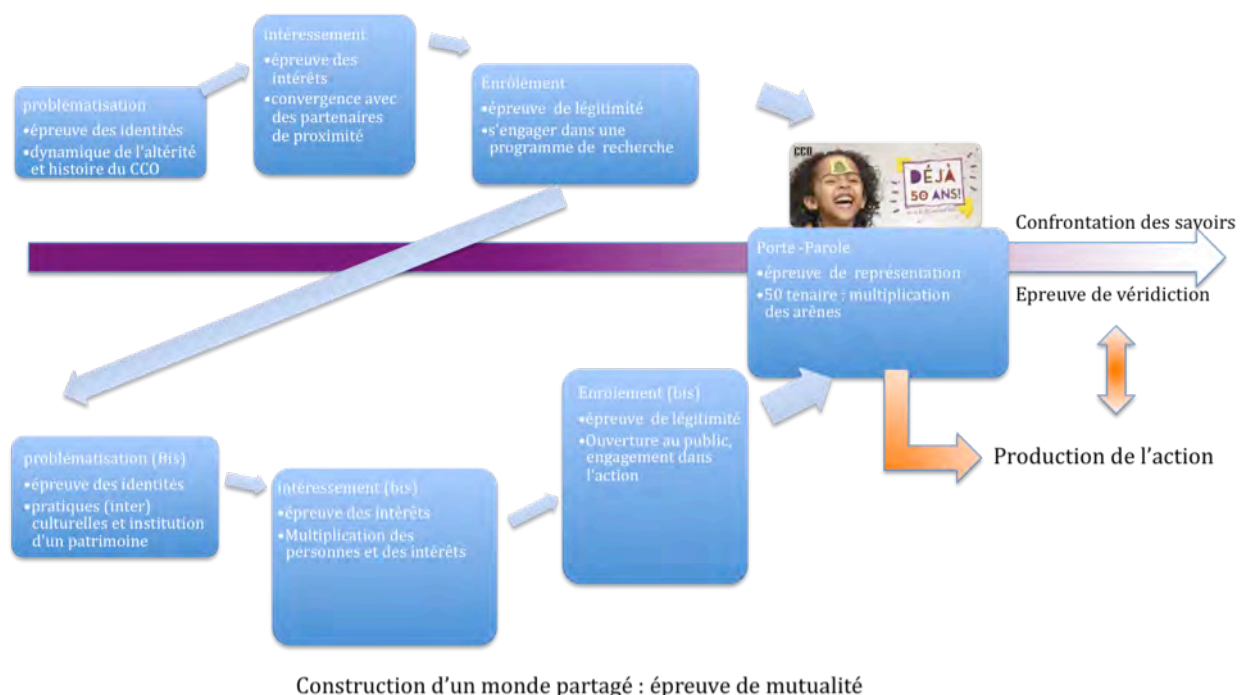 problématisation
•épreuve des identités
•dynamique de l'altérité
et histoire du CCO
intéressement
•épreuve des
intérêts
•convergence avec
des partenaires
de proximité
Enrôlement
•épreuve de légitimité
•s'engager dans une
programme de recherche
CCO
DÉJÀ
50 ANS!
Porte -Parole
•épreuve de représentation
•50 tenaire : multiplication
des arènes
Confrontation des savoirs
Epreuve de véridiction
Production de l'action
problématisation (Bis)
•épreuve des identités
•pratiques (inter)
culturelles et institution
d'un patrimoine
intéressement (bis)
•épreuve des intérêts
•Multiplication des
personnes et des intérêts
Enrôlement (bis)
•épreuve de légitimité
•Ouverture au public,
engagement dans
l'action
Construction d'un monde partagé : épreuve de mutualité